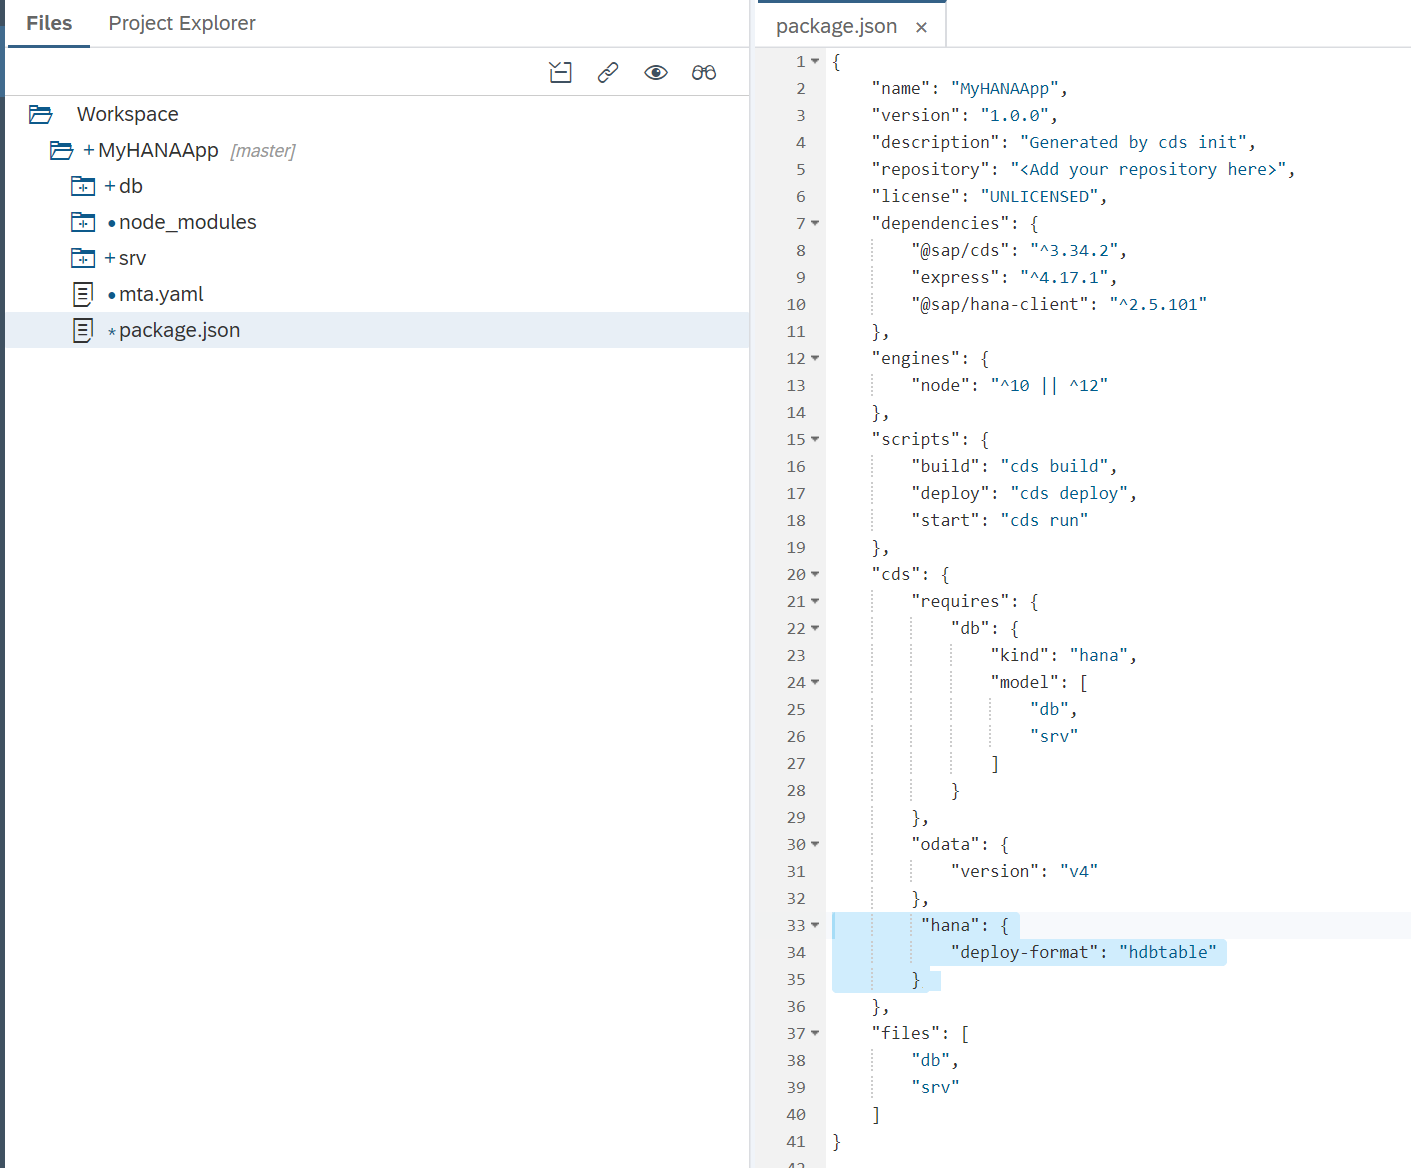 Files Project Explorer
Workspace
+ MyHANAApp [master]
+ db
• node_modules
+ srv
• mta.yaml
* package.json
package.json ×
1 {
2 "name": "MyHANAApp",
3 "version": "1.0.0",
4 "description": "Generated by cds init",
5 "repository": "<Add your repository here>",
6 "license": "UNLICENSED",
7 "dependencies": {
8 "@sap/cds": "^3.34.2",
9 "express": "^4.17.1",
10 "@sap/hana-client": "^2.5.101"
11 },
12 "engines": {
13 "node": "^10 || ^12"
14 },
15 "scripts": {
16 "build": "cds build",
17 "deploy": "cds deploy",
18 "start": "cds run"
19 },
20 "cds": {
21 "requires": {
22 "db": {
23 "kind": "hana",
24 "model": [
25 "db",
26 "srv"
27 ]
28 }
29 },
30 "odata": {
31 "version": "v4"
32 },
33 "hana": {
34 "deploy-format": "hdbtable"
35 }
36 },
37 "files": [
38 "db",
39 "srv"
40 ]
41 }
42